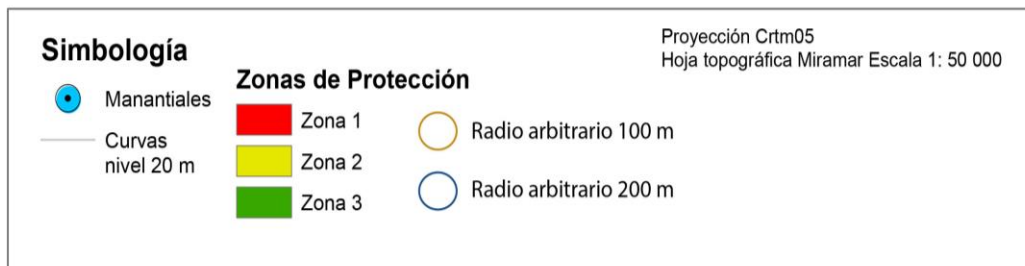 Proyección Crtm05
Hoja topográfica Miramar Escala 1: 50 000
Simbología
Manantiales
Curvas
nivel 20 m
Zonas de Protección
Zona 1
Zona 2
Zona 3
Radio arbitrario 100 m
Radio arbitrario 200 m